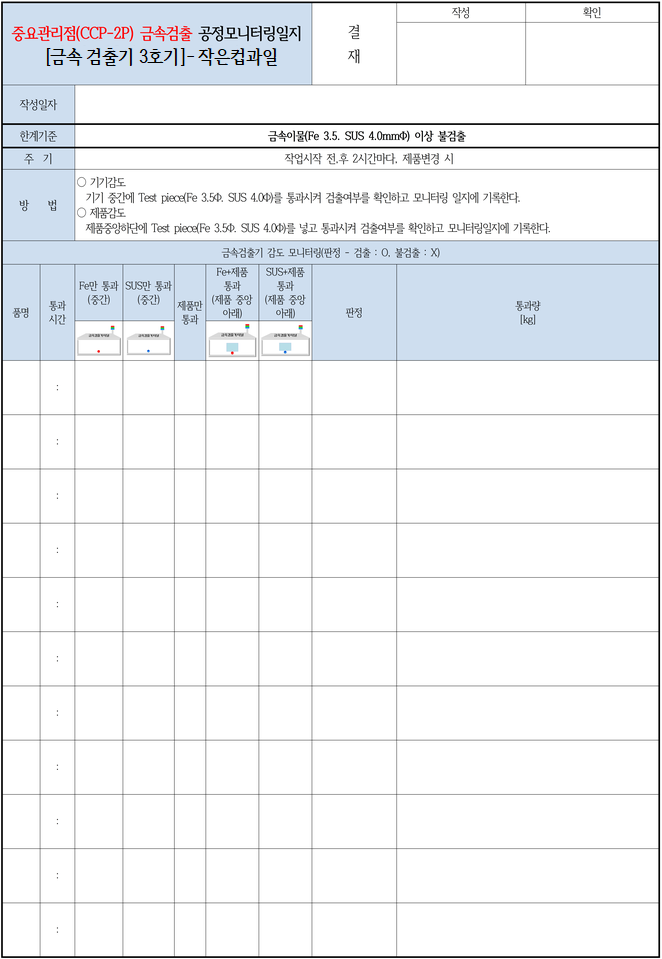 중요관리점(CCP-2P) 금속검출 공정모니터링일지
[금속 검출기 3호기]-작은컵과일
결
재
작성
확인
작성일자
한계기준
금속이물(Fe 3.5. SUS 4.0mmΦ) 이상 불검출
주 기
작업시작 전.후 2시간마다, 제품변경 시
방 법
○ 기기감도
기기 중간에 Test piece(Fe 3.5Φ. SUS 4.0Φ)를 통과시켜 검출여부를 확인하고 모니터링 일지에 기록한다.
○ 제품감도
제품중앙하단에 Test piece(Fe 3.5Φ. SUS 4.0Φ)를 넣고 통과시켜 검출여부를 확인하고 모니터링일지에 기록한다.
금속검출기 감도 모니터링(판정 - 검출 : O. 불검출 : X)
품명
통과
시간
Fe만 통과
(중간)
SUS만 통과
(중간)
제품만
통과
Fe+제품
통과
(제품 중앙
아래)
SUS+제품
통과
(제품 중앙
아래)
판정
통과량
[kg]
:
:
:
:
:
:
:
:
:
:
: